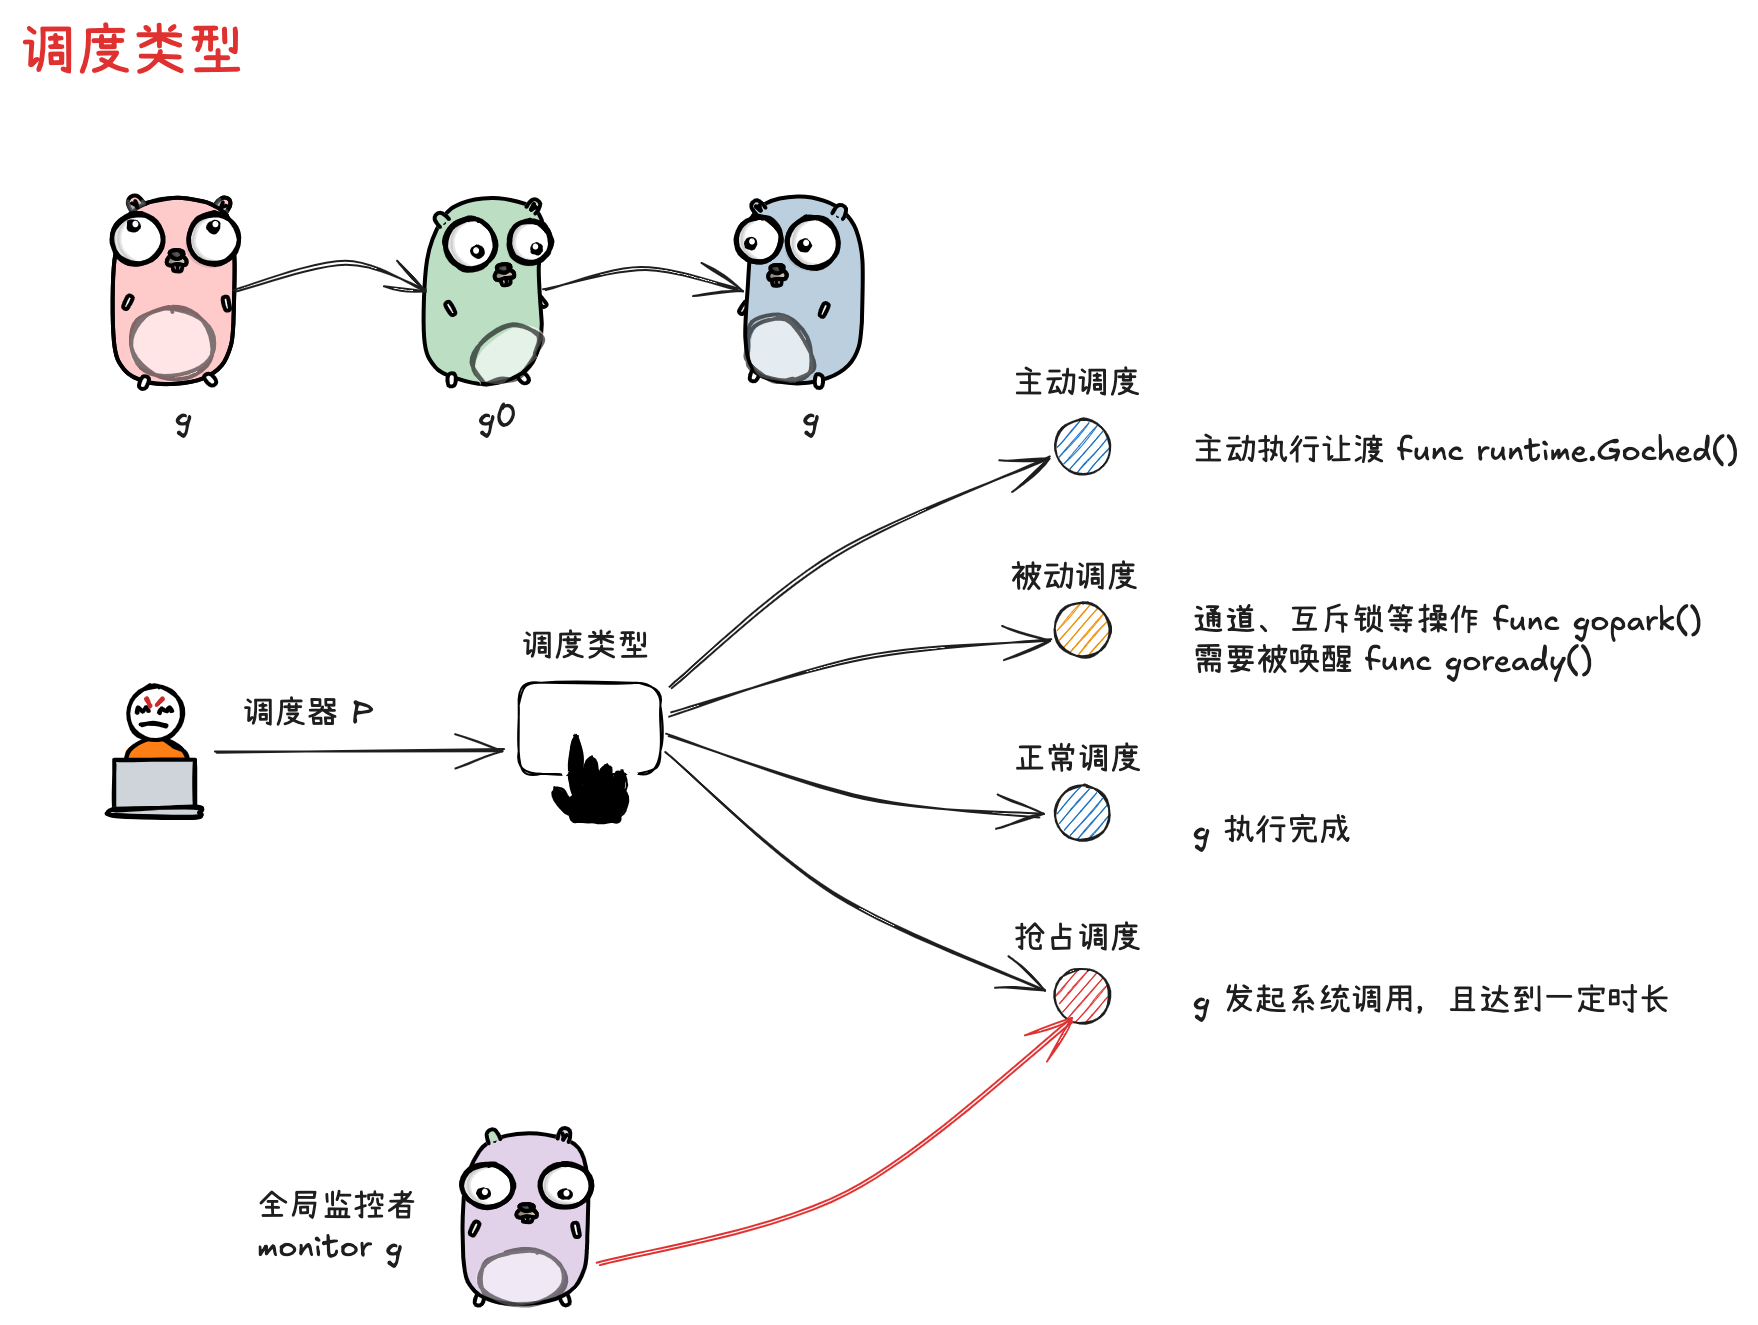 调度类型
g
g0
g
主动调度
主动执行让渡 func runtime.Goched()
被动调度
通道、互斥锁等操作 func gopark()
需要被唤醒 func goready()
调度类型
调度器 P
正常调度
g 执行完成
抢占调度
g 发起系统调用，且达到一定时长
全局监控者
monitor g